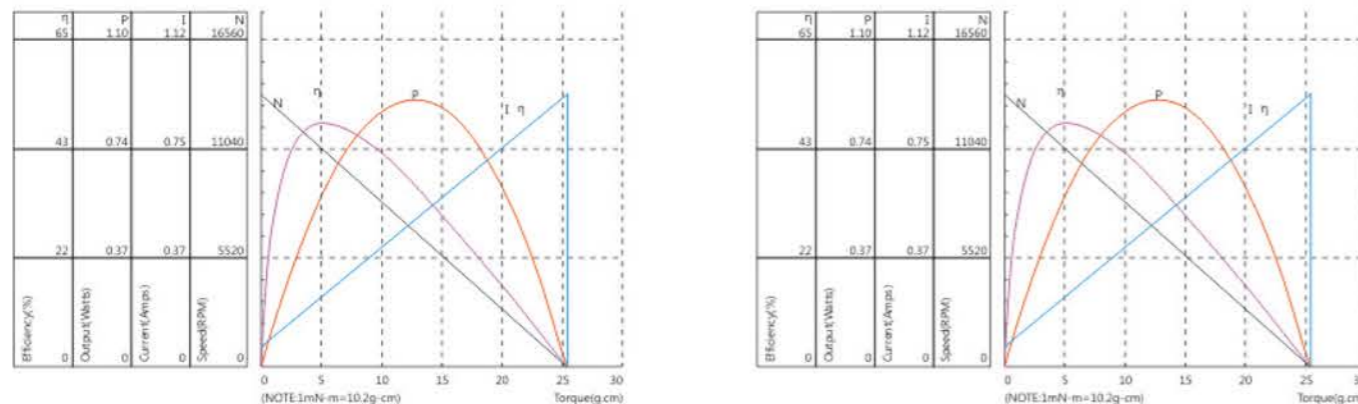 η P I N
65 1.10 1.12 16560
43 0.74 0.75 11040
22 0.37 0.37 5520
Efficiency(%) Output(Watts) Current(Amps) Speed(RPM)
0 0 0 0
N η P I η
0 5 10 15 20 25 30
(NOTE:1mN-m=10.2g-cm) Torque(g.cm)
η P I N
65 1.10 1.12 16560
43 0.74 0.75 11040
22 0.37 0.37 5520
Efficiency(%) Output(Watts) Current(Amps) Speed(RPM)
0 0 0 0
N η P I η
0 5 10 15 20 25
(NOTE:1mN-m=10.2g-cm) Torque(g.cm